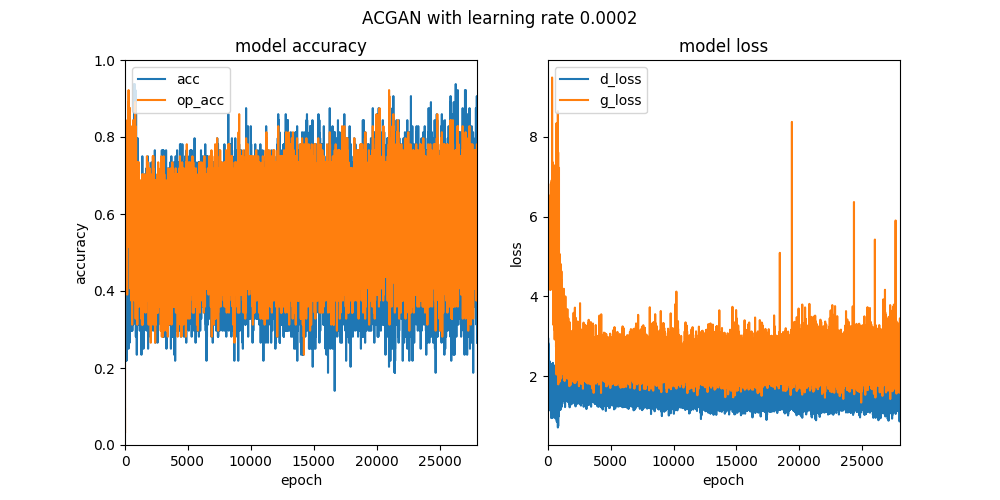 ACGAN with learning rate 0.0002
model accuracy
acc
op_acc
1.0
0.8
0.6
0.4
0.2
0.0
accuracy
0
5000
10000
15000
20000
25000
epoch
model loss
d_loss
g_loss
8
6
4
2
loss
0
5000
10000
15000
20000
25000
epoch